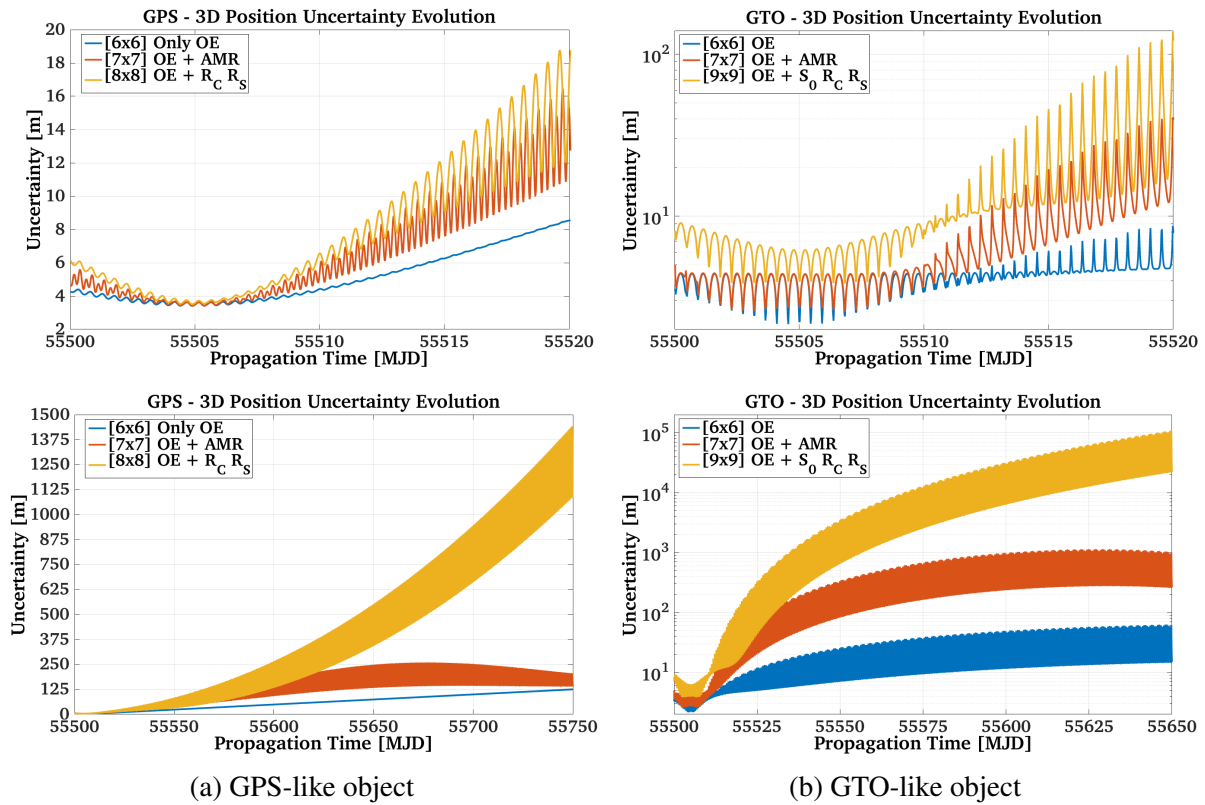 GPS - 3D Position Uncertainty Evolution
[6x6] Only OE
[7x7] OE + AMR
[8x8] OE + R_C R_S
20
18
16
14
12
10
8
6
4
2
Uncertainty [m]
55500 55505 55510 55515 55520
Propagation Time [MJD]
GTO - 3D Position Uncertainty Evolution
[6x6] OE
[7x7] OE + AMR
[9x9] OE + S_0 R_C R_S
10^2
10^1
Uncertainty [m]
55500 55505 55510 55515 55520
Propagation Time [MJD]
GPS - 3D Position Uncertainty Evolution
[6x6] Only OE
[7x7] OE + AMR
[8x8] OE + R_C R_S
1500
1375
1250
1125
1000
875
750
625
500
375
250
125
0
Uncertainty [m]
55500 55550 55600 55650 55700 55750
Propagation Time [MJD]
GTO - 3D Position Uncertainty Evolution
[6x6] OE
[7x7] OE + AMR
[9x9] OE + S_0 R_C R_S
10^5
10^4
10^3
10^2
10^1
Uncertainty [m]
55500 55525 55550 55575 55600 55625 55650
Propagation Time [MJD]
(a) GPS-like object
(b) GTO-like object